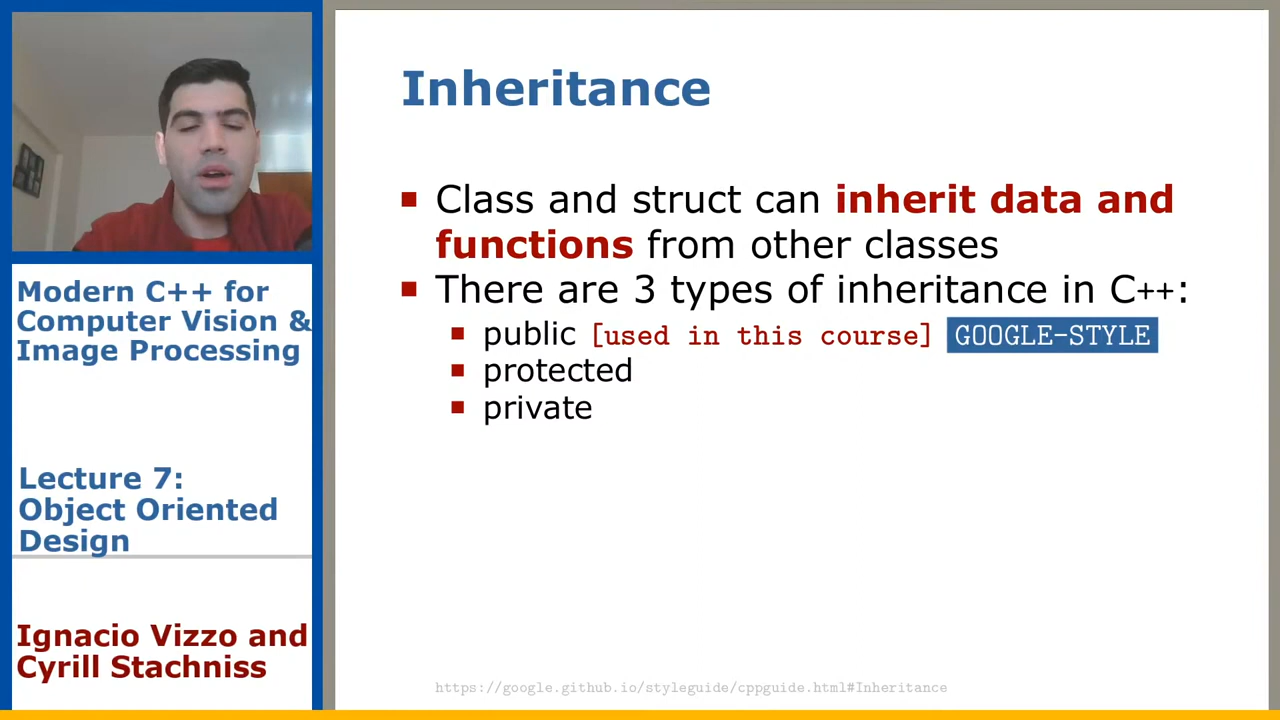 Inheritance
Class and struct can inherit data and
functions from other classes
There are 3 types of inheritance in C++:
public [used in this course] GOOGLE-STYLE
protected
private
https://google.github.io/styleguide/cppguide.html#Inheritance
Modern C++ for
Computer Vision &
Image Processing
Lecture 7:
Object Oriented
Design
Ignacio Vizzo and
Cyrill Stachniss